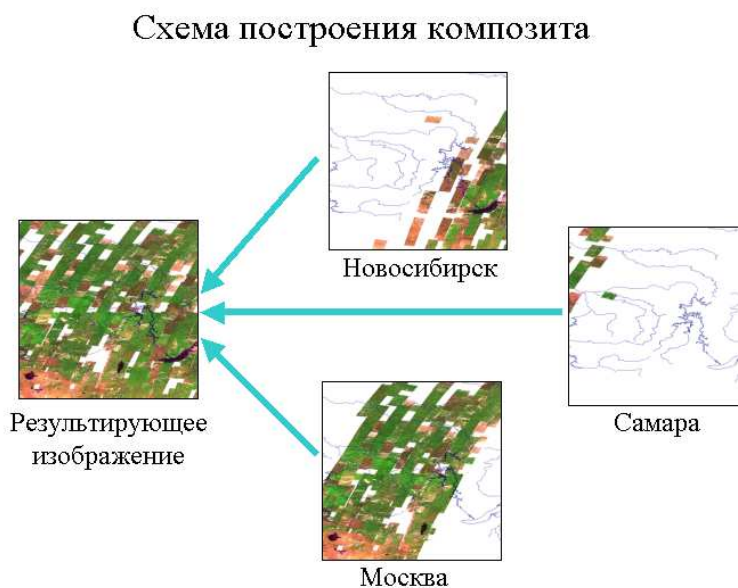 Схема построения композита
Новосибирск
Результирующее
изображение
Самара
Москва